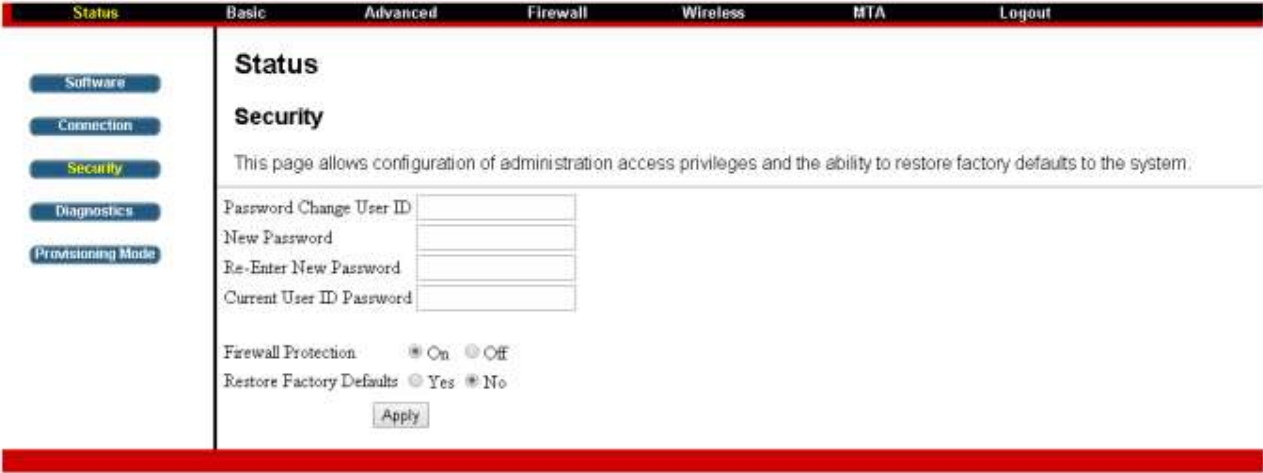 Status Basic Advanced Firewall Wireless MTA Logout
Software
Connection
Security
Diagnostics
Provisioning Mode
Status
Security
This page allows configuration of administration access privileges and the ability to restore factory defaults to the system.
Password Change User ID
New Password
Re-Enter New Password
Current User ID Password
Firewall Protection On Off
Restore Factory Defaults Yes No
Apply